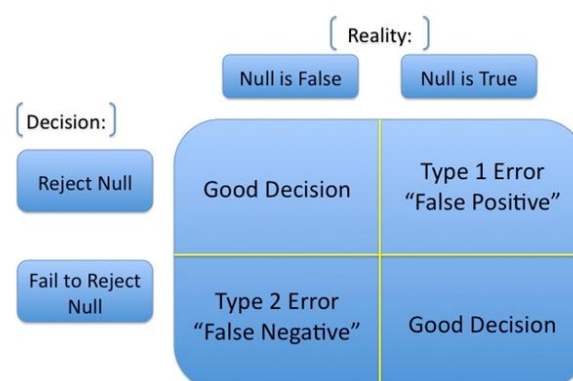 Reality:
Null is False
Null is True
Decision:
Reject Null
Good Decision
Type 1 Error
“False Positive”
Fail to Reject
Null
Type 2 Error
“False Negative”
Good Decision